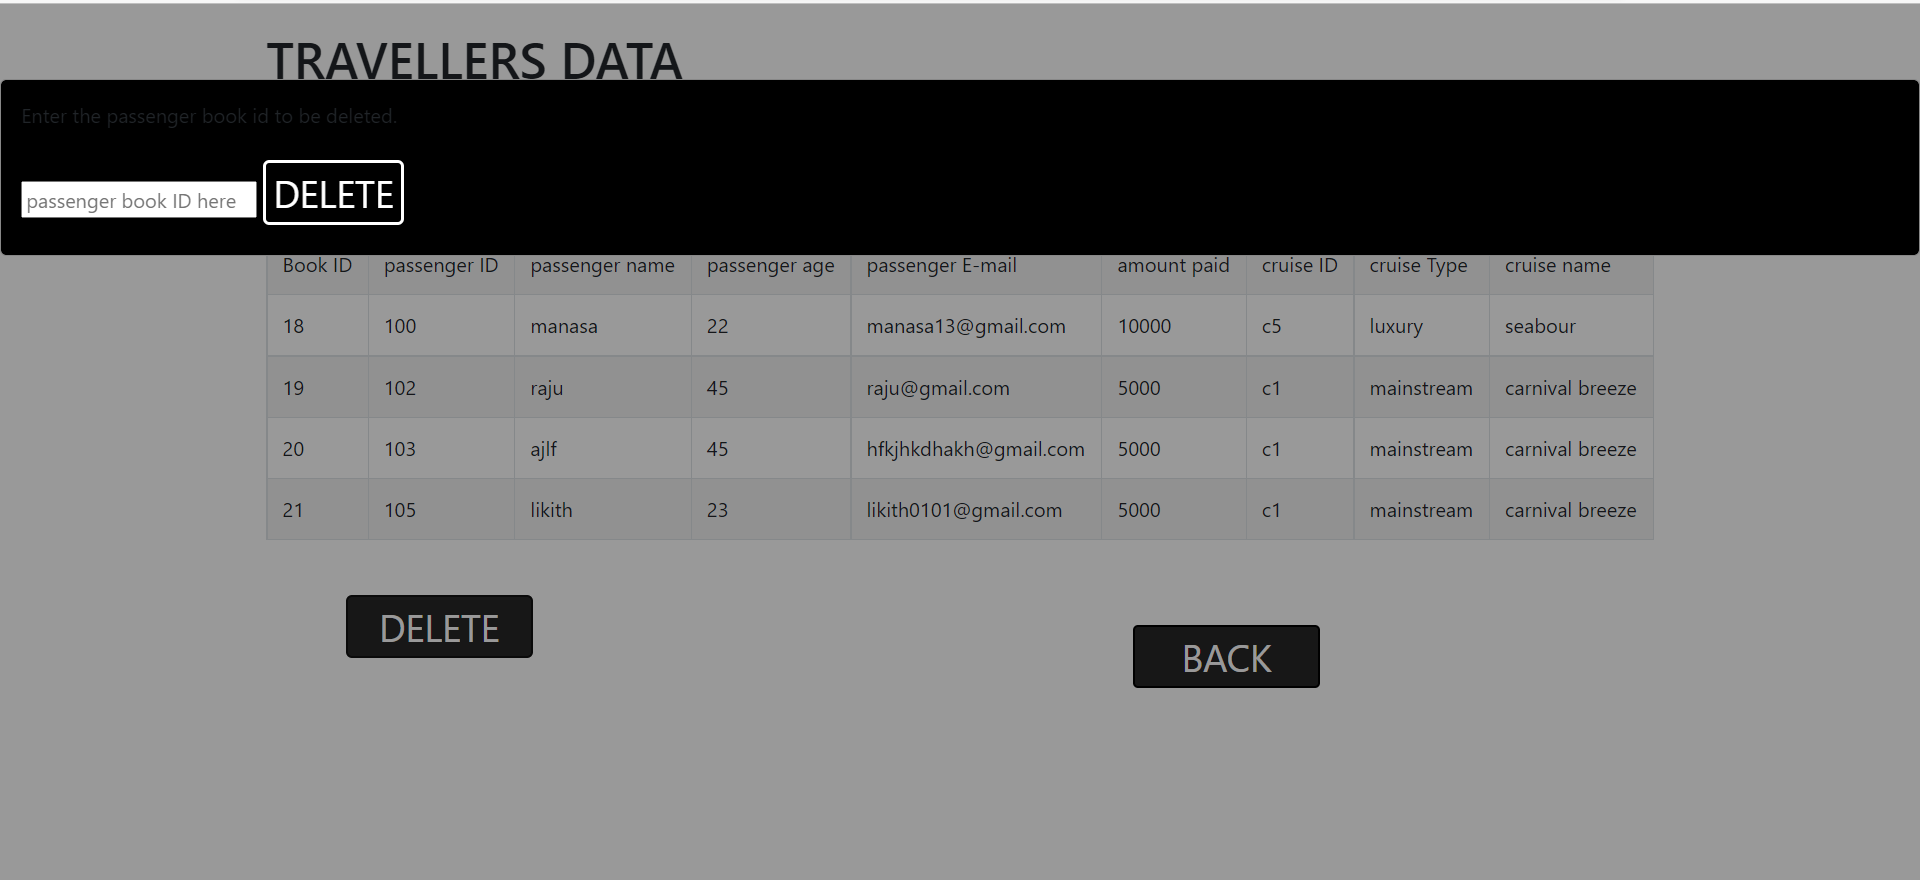 TRAVELLERS DATA
Enter the passenger book id to be deleted.
passenger book ID here DELETE
Book ID passenger ID passenger name passenger age passenger E-mail amount paid cruise ID cruise Type cruise name
18 100 manasa 22 manasa13@gmail.com 10000 c5 luxury seabour
19 102 raju 45 raju@gmail.com 5000 c1 mainstream carnival breeze
20 103 ajlf 45 hfkjhkdhakh@gmail.com 5000 c1 mainstream carnival breeze
21 105 likith 23 likith0101@gmail.com 5000 c1 mainstream carnival breeze
DELETE
BACK